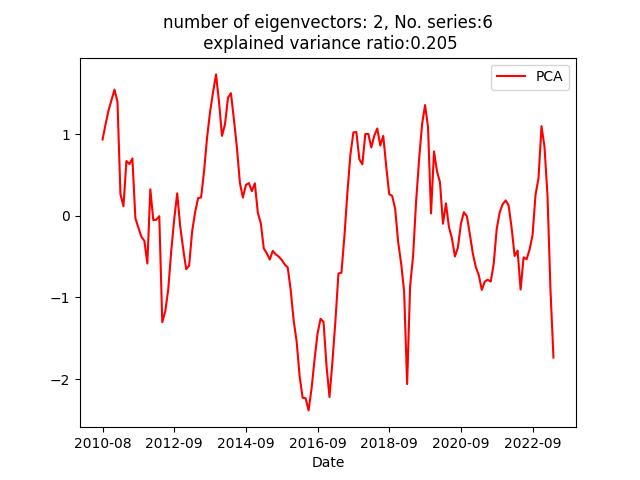 number of eigenvectors: 2, No. series:6
explained variance ratio:0.205
PCA
1
0
−1
−2
2010-08 2012-09 2014-09 2016-09 2018-09 2020-09 2022-09
Date